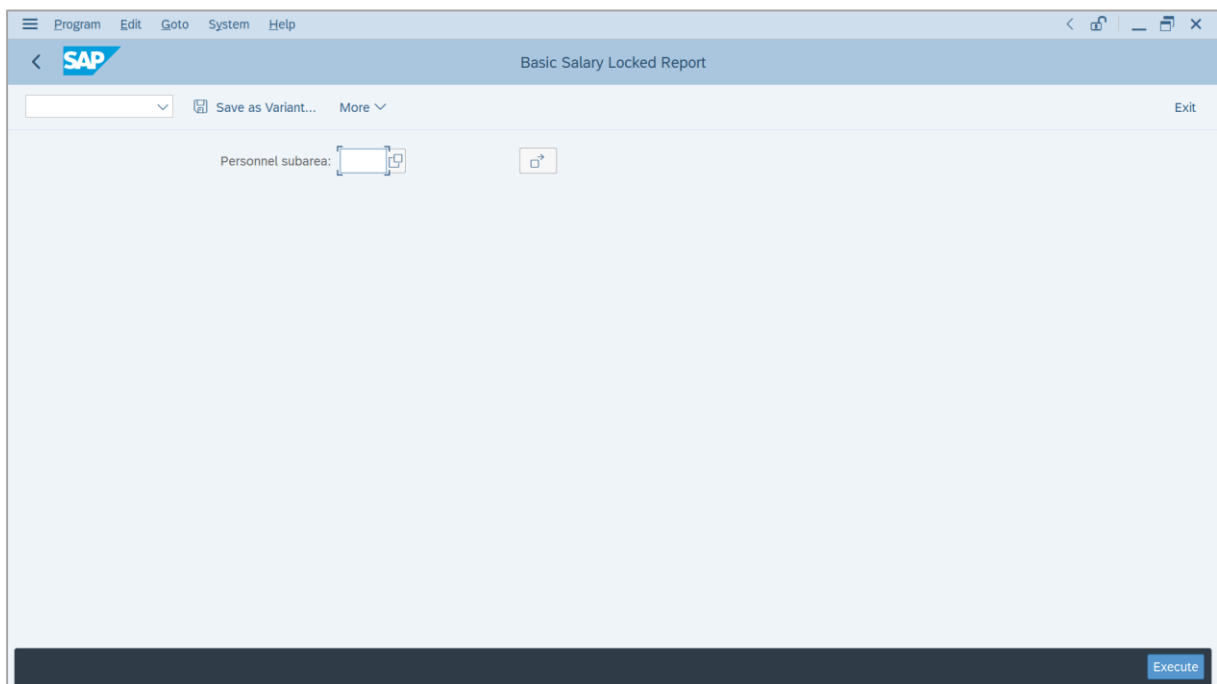 Program Edit Goto System Help
SAP Basic Salary Locked Report
Save as Variant... More Exit
Personnel subarea:
Execute